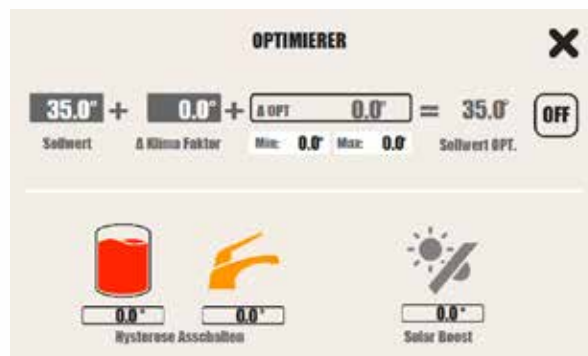 OPTIMIERER
35.0° + 0.0° + Δ OPT 0.0° = 35.0° OFF
Sollwert Δ Klima Faktor Min: 0.0° Max: 0.0° Sollwert OPT.
0.0° 0.0° 0.0°
Hysterese Asschalten Solar Boost